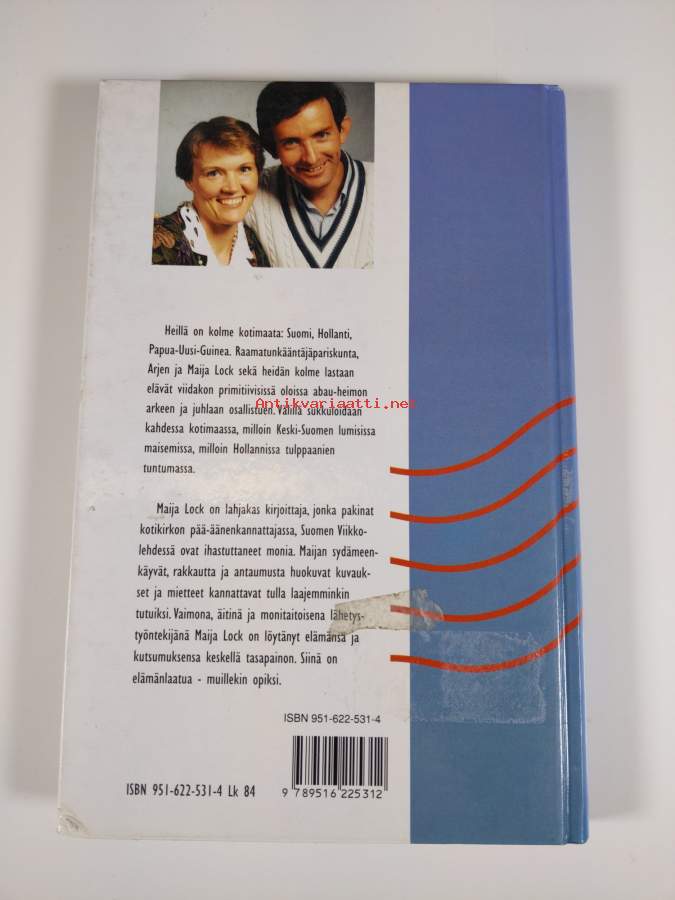 Heillä on kolme kotimaata: Suomi, Hollanti,
Papua-Uusi-Guinea. Raamatunkääntäjäpariskunta,
Arjen ja Maija Lock sekä heidän kolme lastaan
elävät viidakon primitiivisissä oloissa abau-heimon
arkeen ja juhlaan osallistuen. Välillä sukkuloidaan
Antikvariaatti.net
kahdessa kotimaassa, milloin Keski-Suomen lumisissa
maisemissa, milloin Hollannissa tulppaanien
tuntumassa.
Maija Lock on lahjakas kirjoittaja, jonka pakinat
kotikirkon pää-äänenkannattajassa, Suomen Viikko-
lehdessä ovat ihastuttaneet monia. Maijan sydämeen-
käyvät, rakkautta ja antaumusta huokuvat kuvauk-
set ja mietteet kannattavat tulla laajemminkin
tutuiksi. Vaimona, äitinä ja monitaitoisena lähetys-
työntekijänä Maija Lock on löytänyt elämänsä ja
kutsumuksensa keskellä tasapainon. Siinä on
elämänlaatua - muillekin opiksi.
ISBN 951-622-531-4
ISBN 951-622-531-4 Lk 84
9 789516 225312